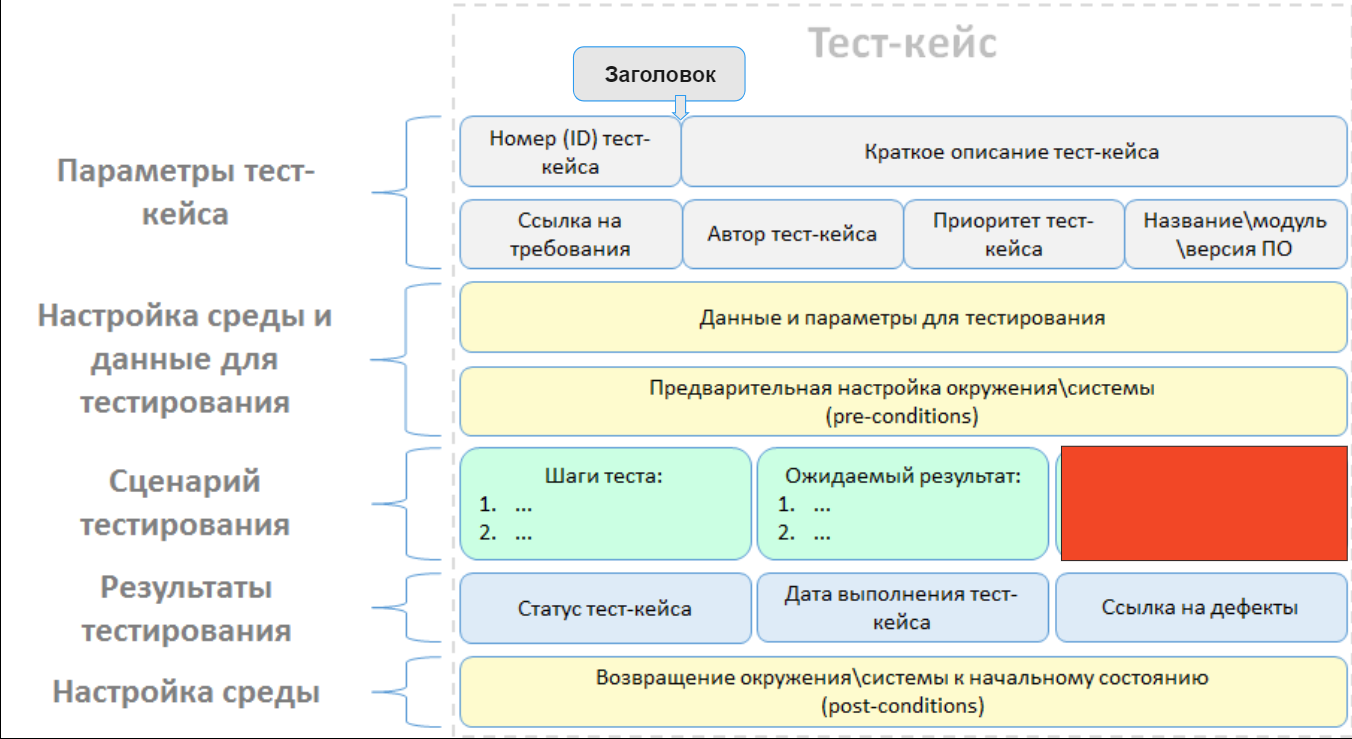 Тест-кейс
Заголовок
Параметры тест-
кейса
Номер (ID) тест-
кейса
Краткое описание тест-кейса
Ссылка на
требования
Автор тест-кейса
Приоритет тест-
кейса
Название\модуль
\версия ПО
Настройка среды и
данные для
тестирования
Данные и параметры для тестирования
Предварительная настройка окружения\системы
(pre-conditions)
Сценарий
тестирования
Шаги теста:
1. ...
2. ...
Ожидаемый результат:
1. ...
2. ...
Результаты
тестирования
Статус тест-кейса
Дата выполнения тест-
кейса
Ссылка на дефекты
Настройка среды
Возвращение окружения\системы к начальному состоянию
(post-conditions)